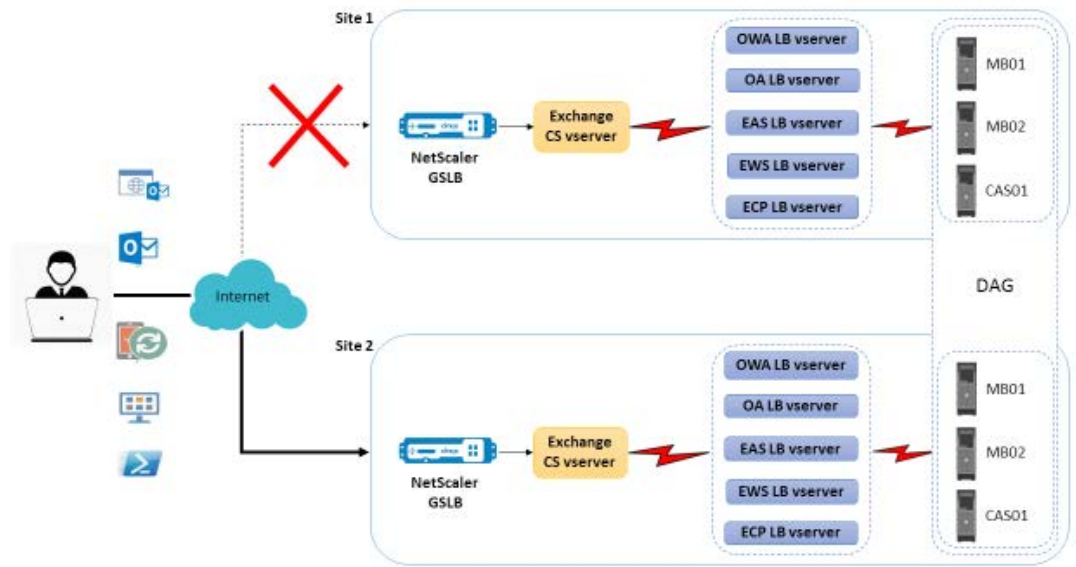 Site 1
OWA LB vserver
OA LB vserver
EAS LB vserver
EWS LB vserver
ECP LB vserver
MB01
MB02
CAS01
NetScaler
GSLB
Exchange
CS vserver
Internet
DAG
Site 2
OWA LB vserver
OA LB vserver
EAS LB vserver
EWS LB vserver
ECP LB vserver
MB01
MB02
CAS01
NetScaler
GSLB
Exchange
CS vserver